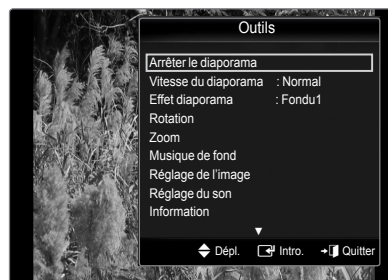 Outils
Arrêter le diaporama
Vitesse du diaporama : Normal
Effet diaporama : Fondu1
Rotation
Zoom
Musique de fond
Réglage de l'image
Réglage du son
Information
Dépl. Intro. Quitter